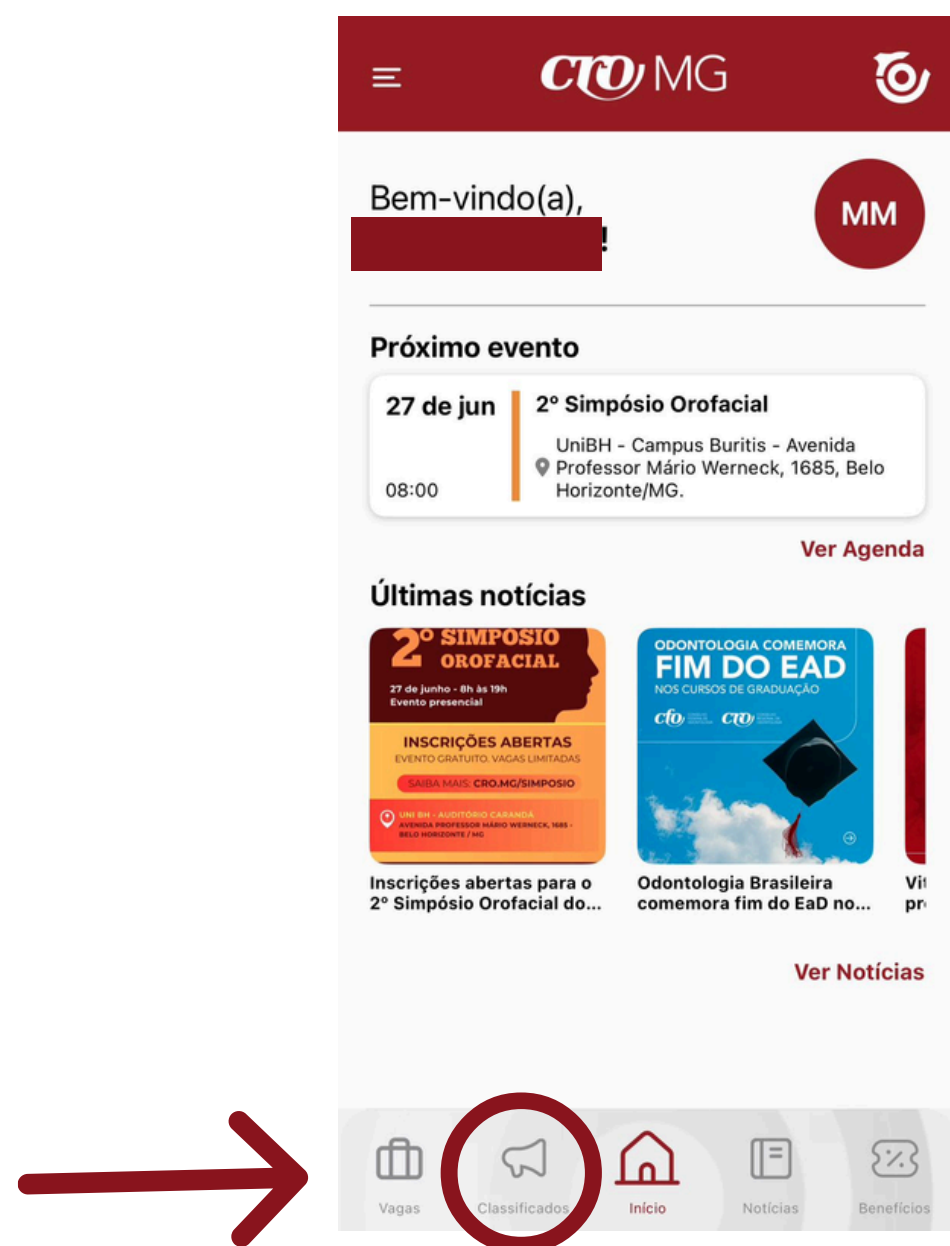 cro MG
Bem-vindo(a),
!
MM
Próximo evento
27 de jun
08:00
2º Simpósio Orofacial
UniBH - Campus Buritis - Avenida
Professor Mário Werneck, 1685, Belo
Horizonte/MG.
Ver Agenda
Últimas notícias
2º SIMPÓSIO
OROFACIAL
27 de junho - 8h às 19h
Evento presencial
INSCRIÇÕES ABERTAS
EVENTO GRATUITO. VAGAS LIMITADAS
SAIBA MAIS: CRO.MG/SIMPOSIO
UNI BH - AUDITÓRIO CARANDÁ
AVENIDA PROFESSOR MÁRIO WERNECK, 1685 -
BELO HORIZONTE / MG
ODONTOLOGIA COMEMORA
FIM DO EAD
NOS CURSOS DE GRADUAÇÃO
cfo
cro
Inscrições abertas para o
2º Simpósio Orofacial do...
Odontologia Brasileira
comemora fim do EaD no...
Ver Notícias
Vagas
Classificados
Início
Notícias
Benefícios